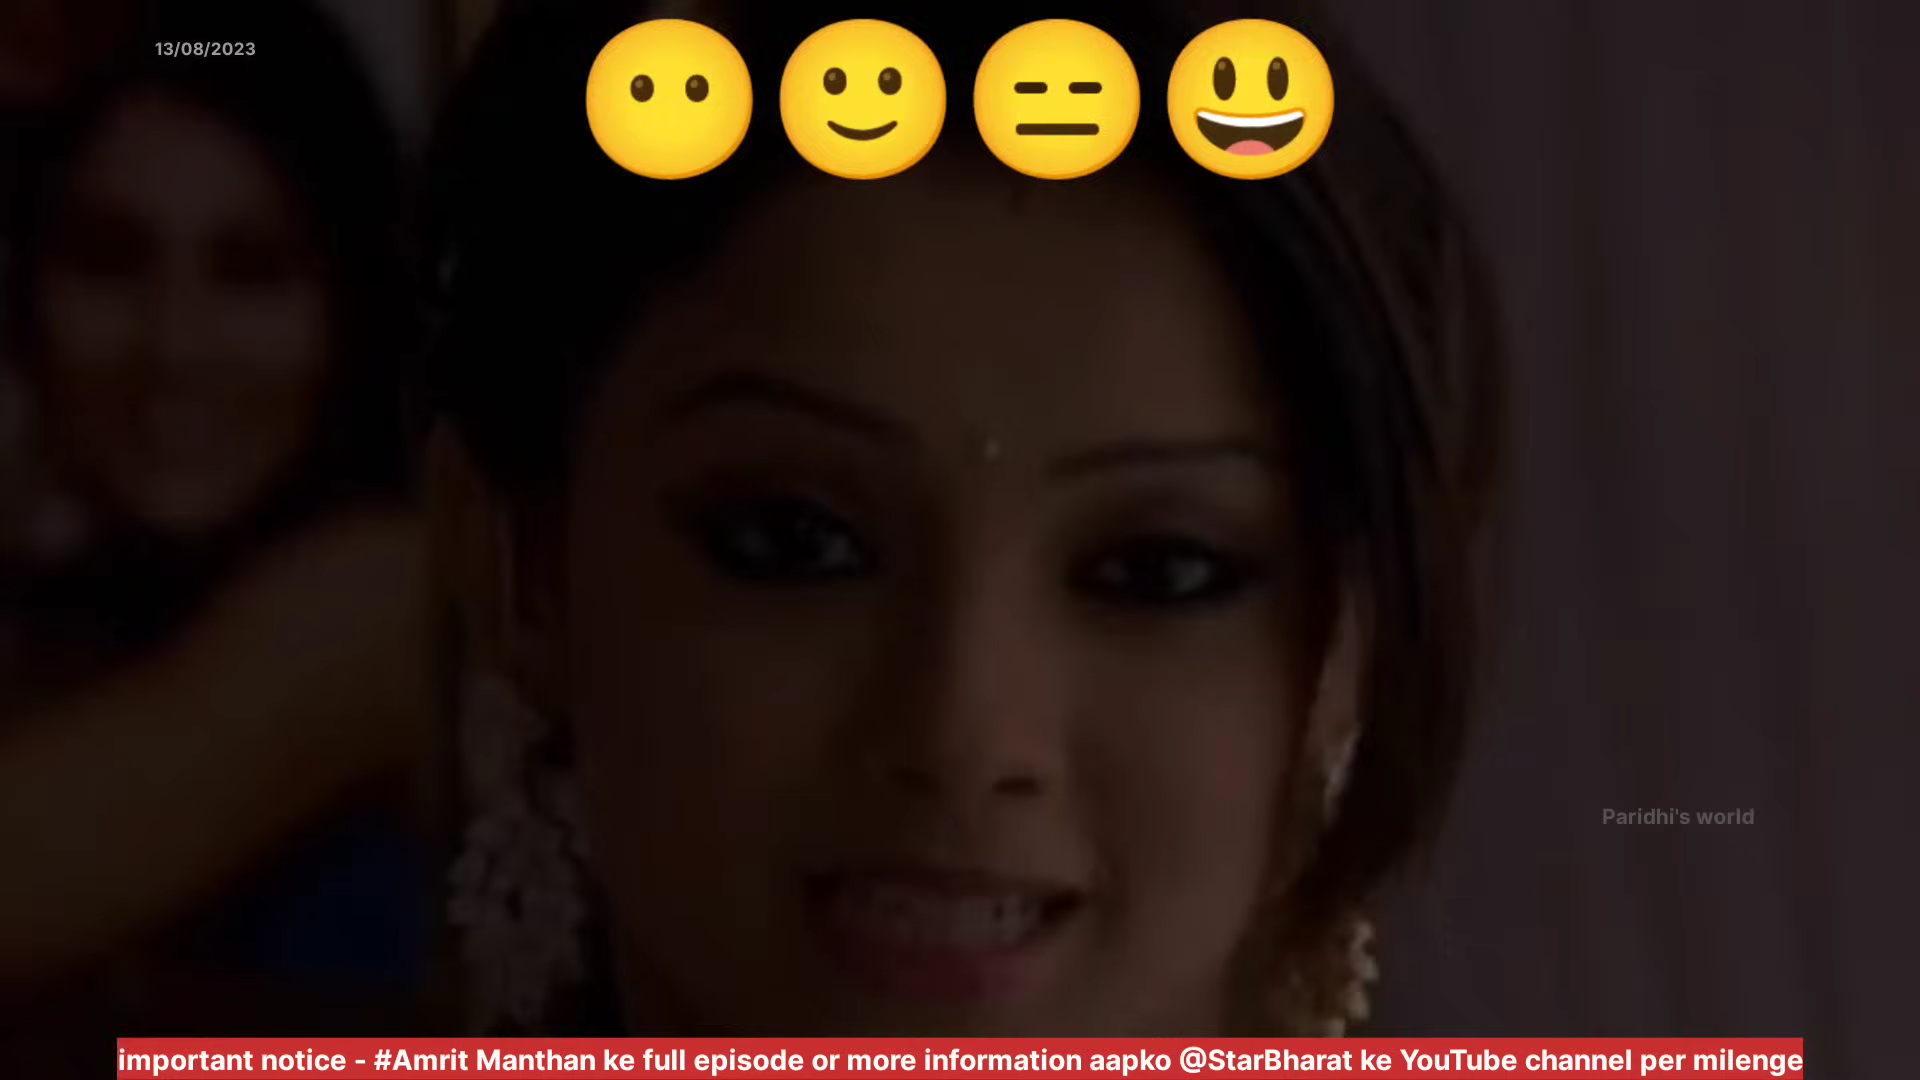 13/08/2023
Paridhi's world
important notice - #Amrit Manthan ke full episode or more information aapko @StarBharat ke YouTube channel per milenge